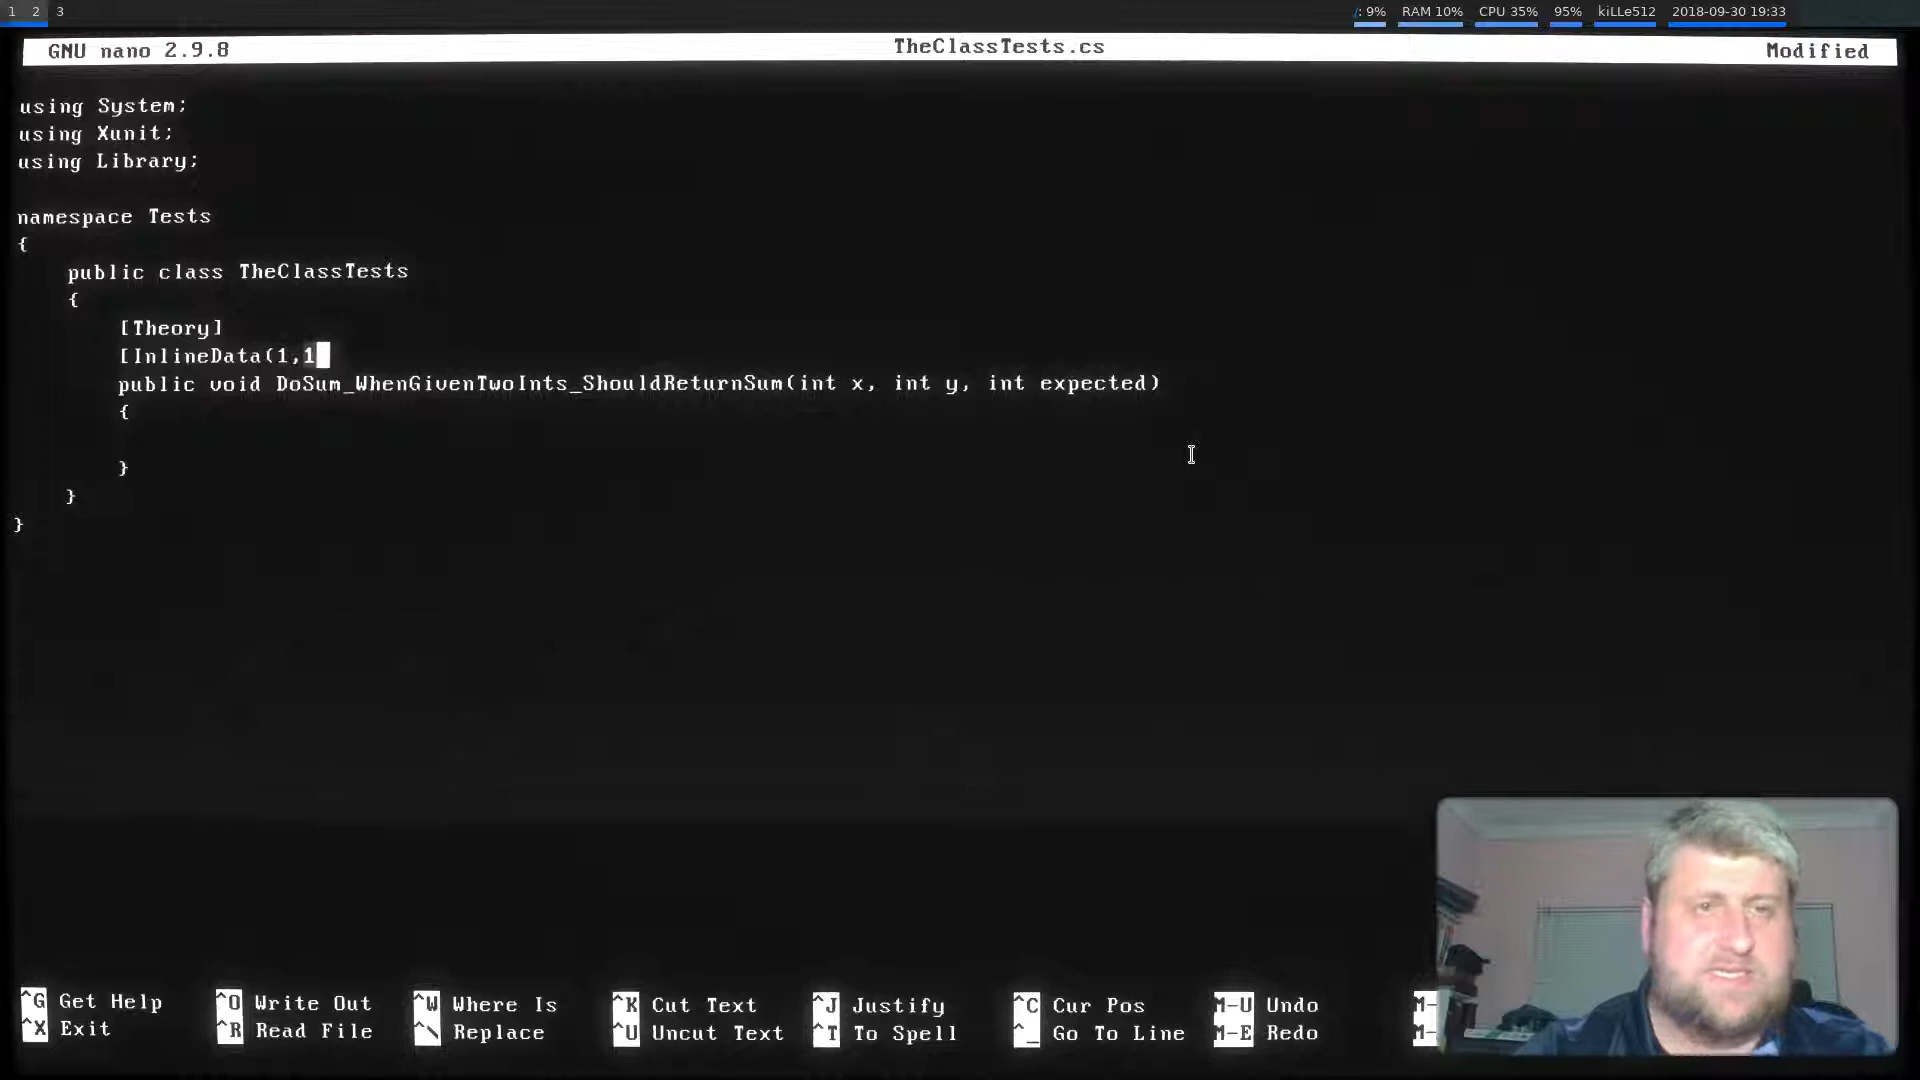 1 2 3 /: 9% RAM 10% CPU 35% 95% kiLLe512 2018-09-30 19:33
GNU nano 2.9.8 TheClassTests.cs Modified
using System;
using Xunit;
using Library;
namespace Tests
{
public class TheClassTests
{
[Theory]
[InlineData(1,1
public void DoSum_WhenGivenTwoInts_ShouldReturnSum(int x, int y, int expected)
{
}
}
}
^G Get Help ^O Write Out ^W Where Is ^K Cut Text ^J Justify ^C Cur Pos M-U Undo M-
^X Exit ^R Read File ^\ Replace ^U Uncut Text ^T To Spell ^_ Go To Line M-E Redo M-